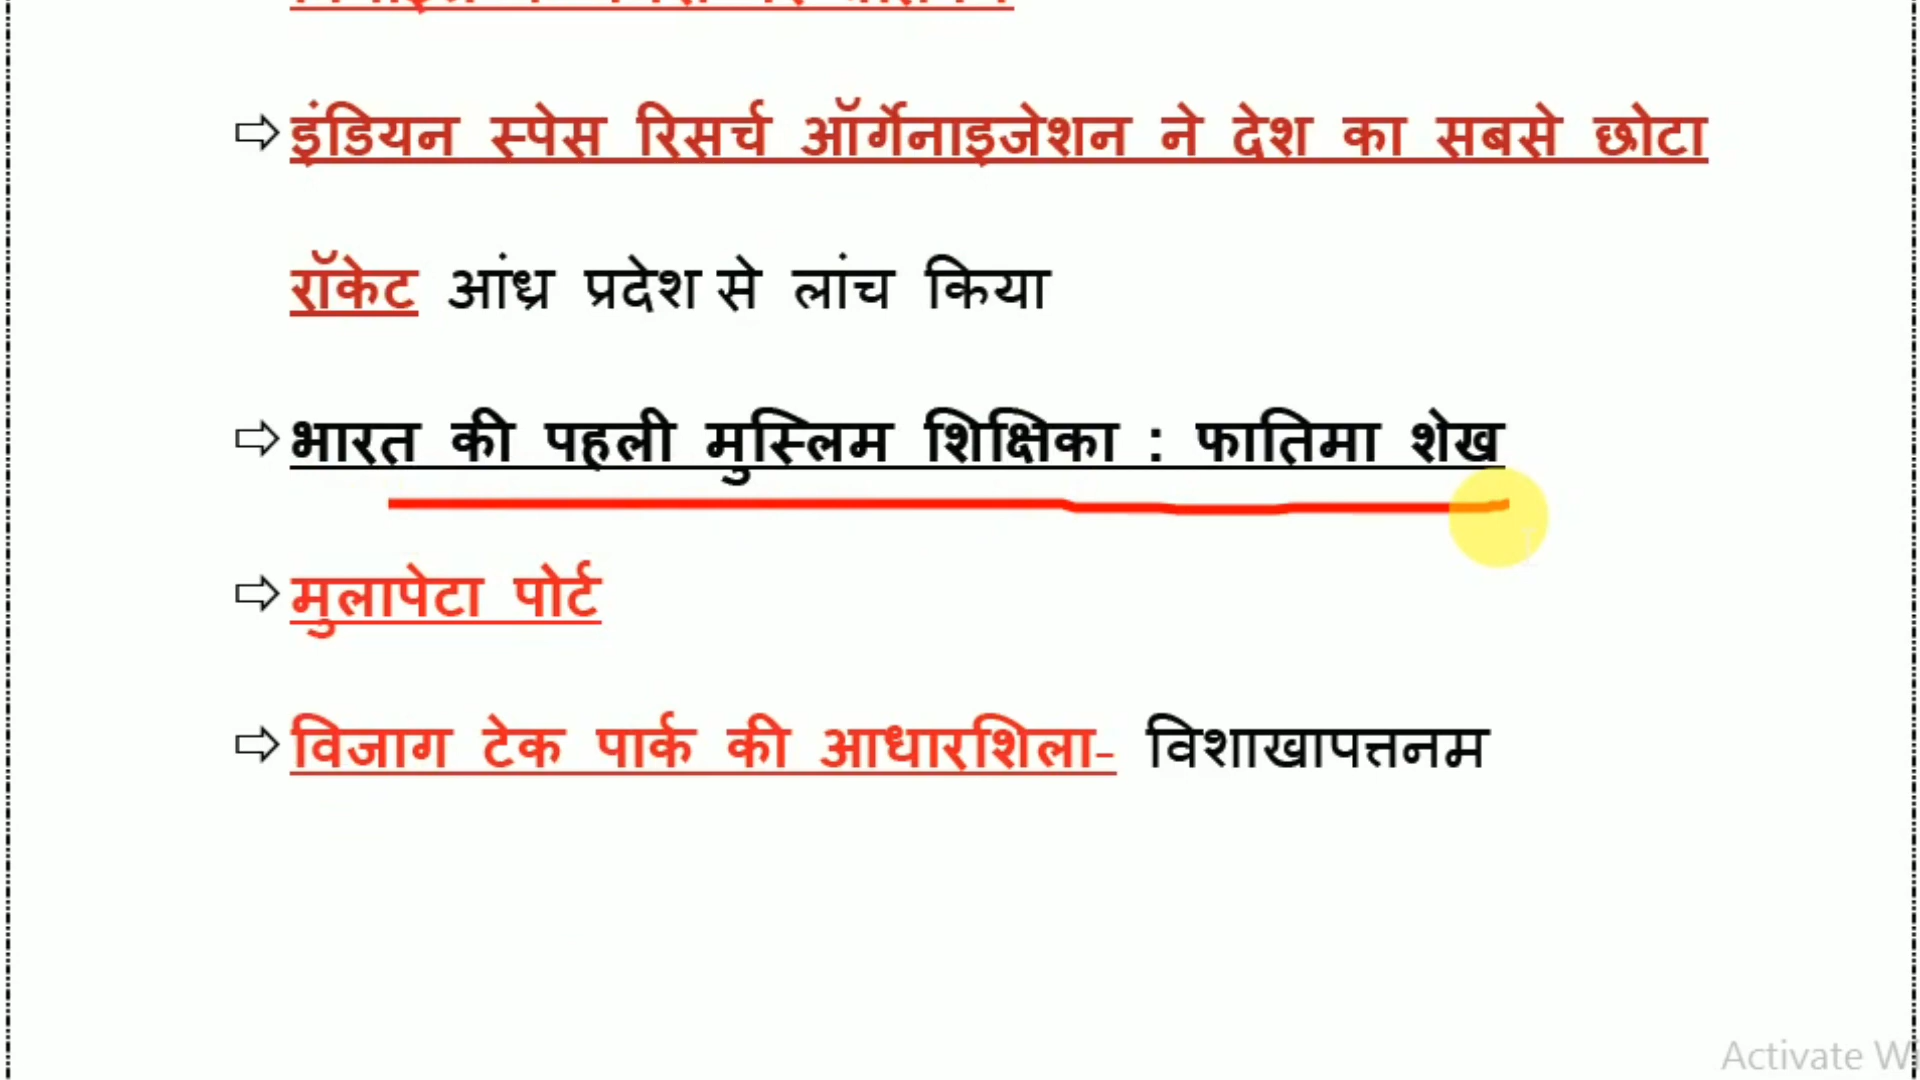 ⇨ इंडियन स्पेस रिसर्च ऑर्गेनाइजेशन ने देश का सबसे छोटा
रॉकेट आंध्र प्रदेश से लांच किया
⇨ भारत की पहली मुस्लिम शिक्षिका : फातिमा शेख
⇨ मुलापेटा पोर्ट
⇨ विजाग टेक पार्क की आधारशिला- विशाखापत्तनम
Activate